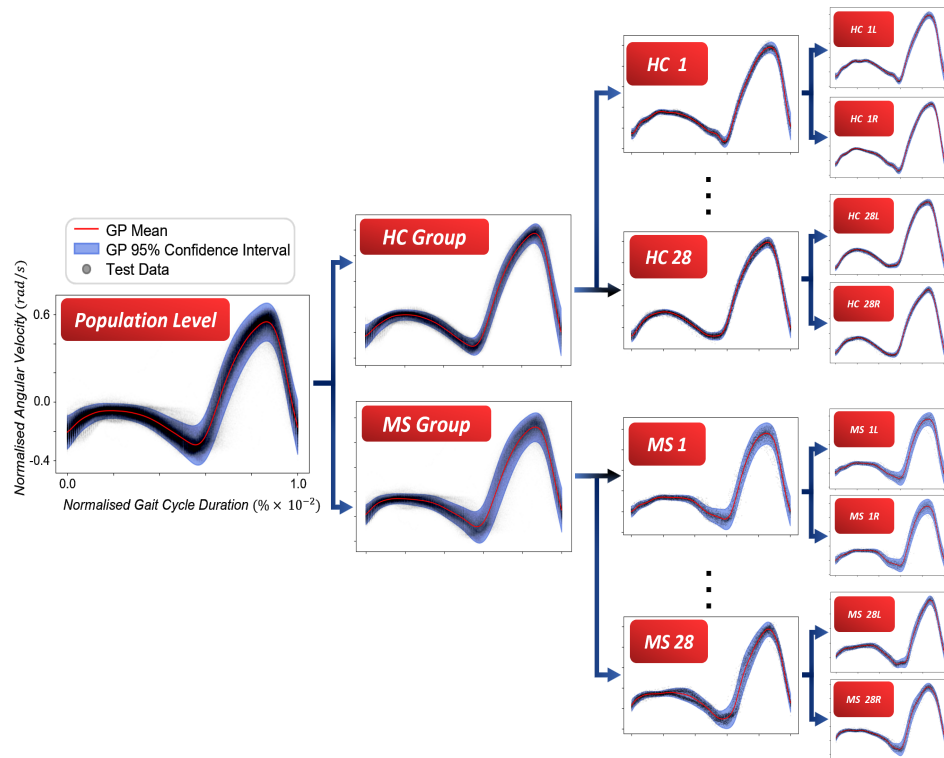 GP Mean
GP 95% Confidence Interval
Test Data
Population Level
Normalised Angular Velocity (rad/s)
0.6
0.0
-0.4
0.0
1.0
Normalised Gait Cycle Duration (% × 10⁻²)
HC Group
MS Group
HC 1
HC 28
MS 1
MS 28
HC 1L
HC 1R
HC 28L
HC 28R
MS 1L
MS 1R
MS 28L
MS 28R